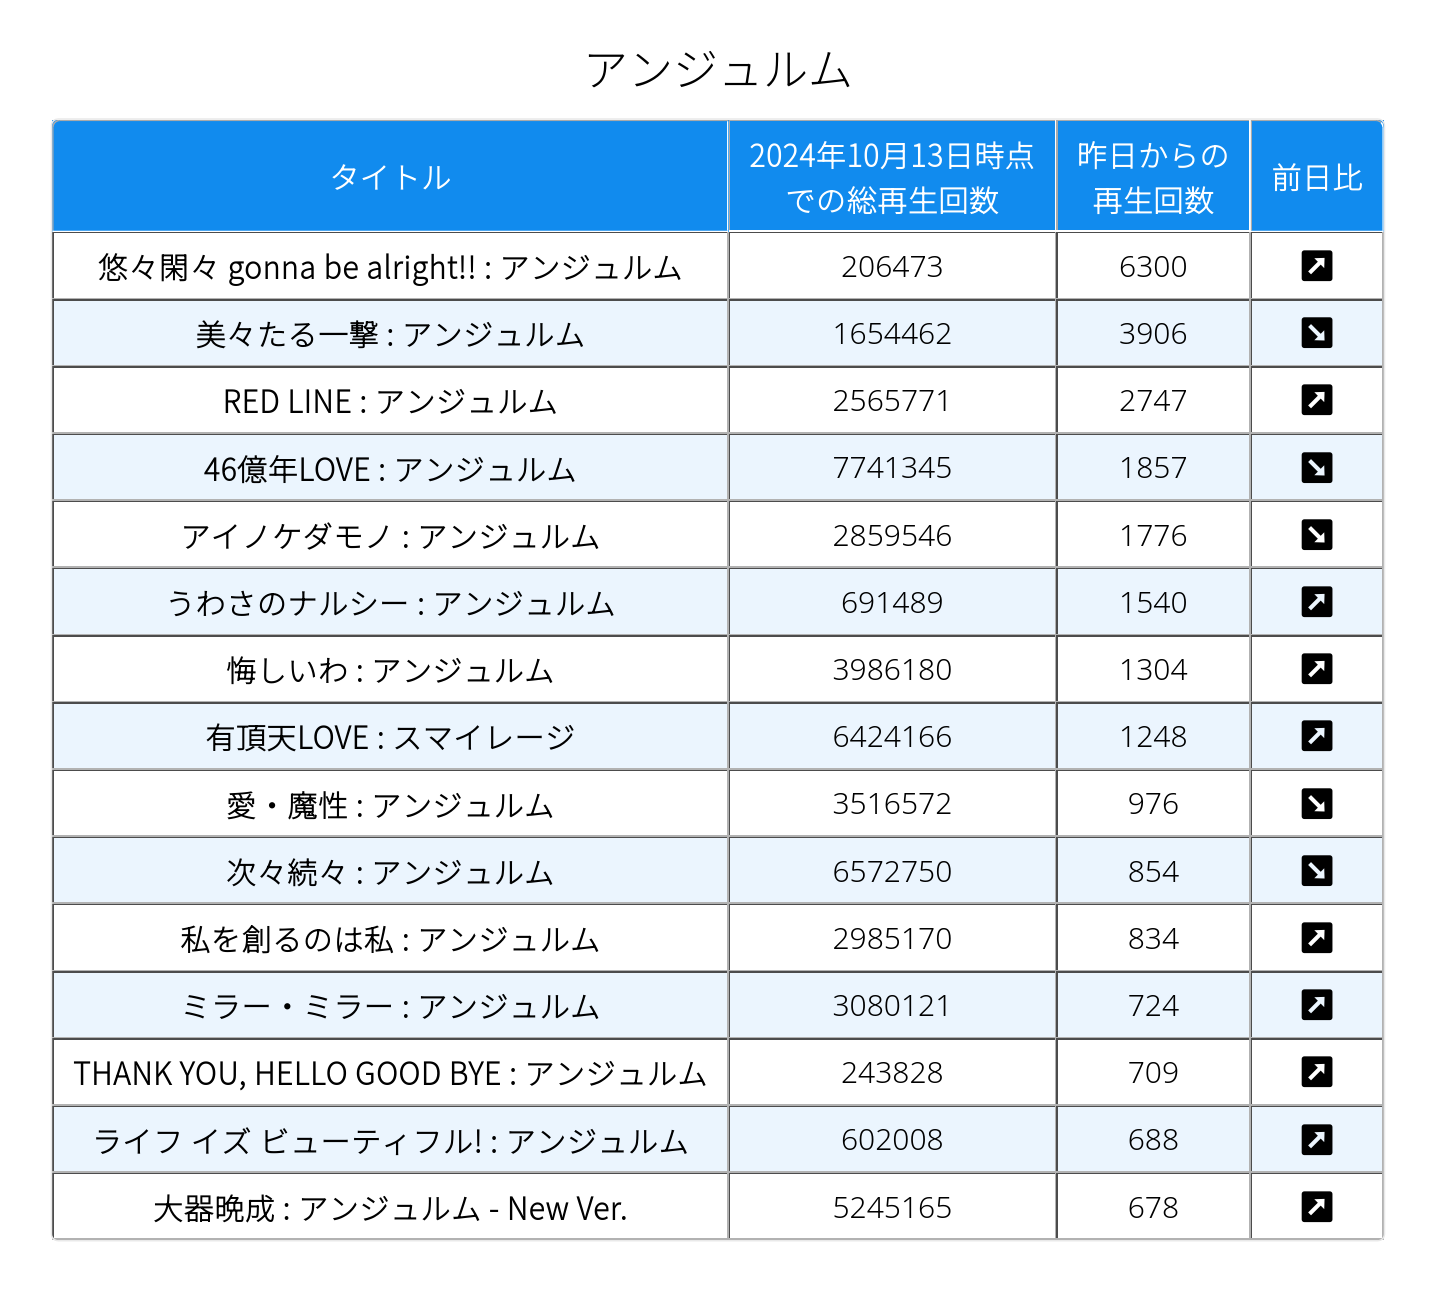 アンジュルム
タイトル 2024年10月13日時点での総再生回数 昨日からの再生回数 前日比
悠々閑々 gonna be alright!! : アンジュルム 206473 6300 ↗
美々たる一撃 : アンジュルム 1654462 3906 ↘
RED LINE : アンジュルム 2565771 2747 ↗
46億年LOVE : アンジュルム 7741345 1857 ↘
アイノケダモノ : アンジュルム 2859546 1776 ↘
うわさのナルシー : アンジュルム 691489 1540 ↗
悔しいわ : アンジュルム 3986180 1304 ↗
有頂天LOVE : スマイレージ 6424166 1248 ↗
愛・魔性 : アンジュルム 3516572 976 ↘
次々続々 : アンジュルム 6572750 854 ↘
私を創るのは私 : アンジュルム 2985170 834 ↗
ミラー・ミラー : アンジュルム 3080121 724 ↗
THANK YOU, HELLO GOOD BYE : アンジュルム 243828 709 ↗
ライフ イズ ビューティフル! : アンジュルム 602008 688 ↗
大器晩成 : アンジュルム - New Ver. 5245165 678 ↗